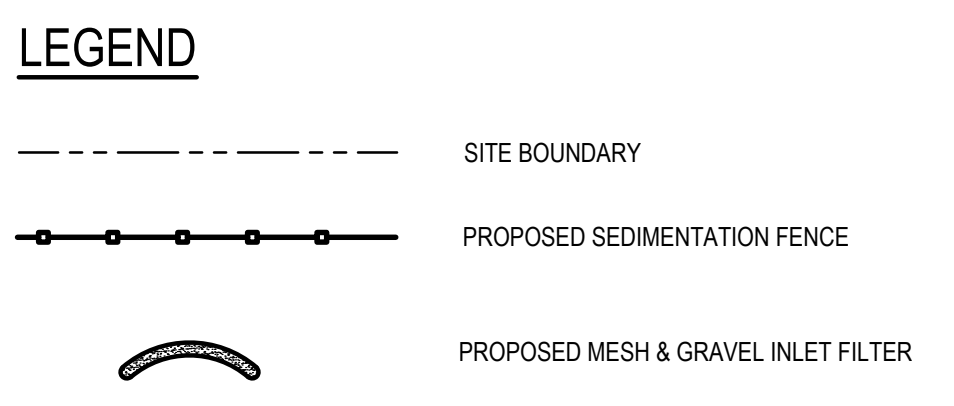 LEGEND
SITE BOUNDARY
PROPOSED SEDIMENTATION FENCE
PROPOSED MESH & GRAVEL INLET FILTER